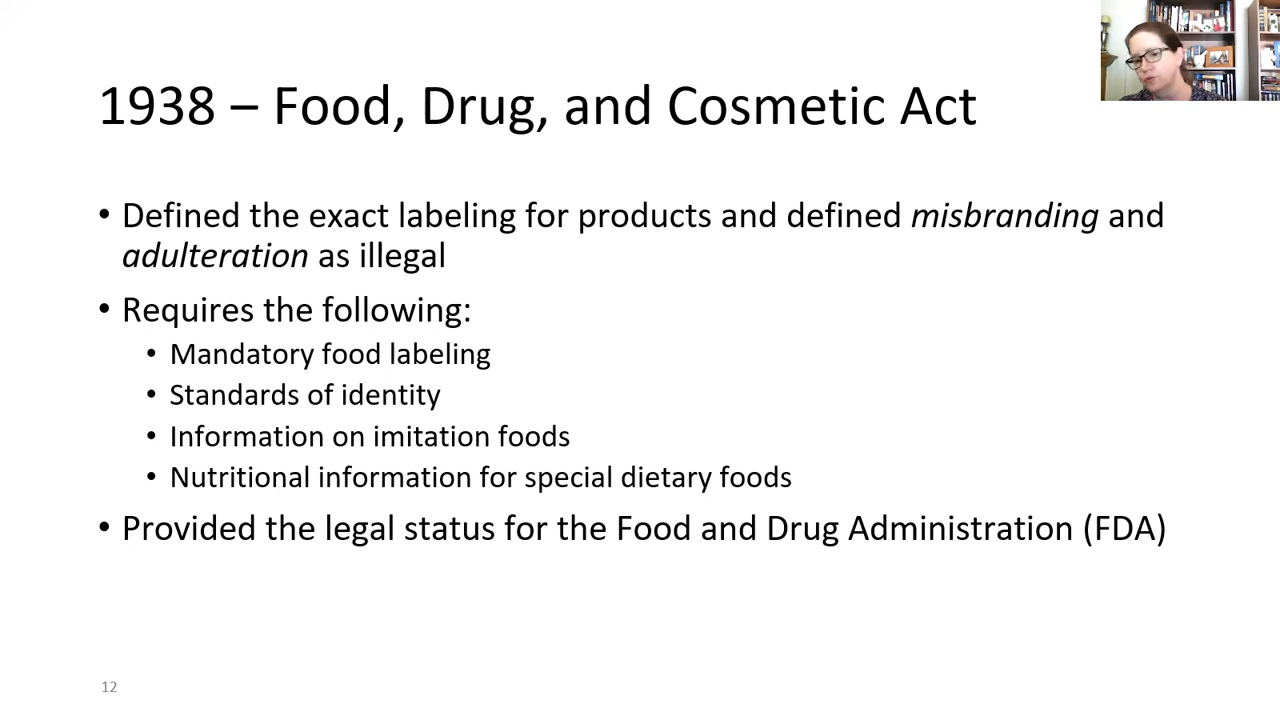 1938 – Food, Drug, and Cosmetic Act
• Defined the exact labeling for products and defined misbranding and
adulteration as illegal
• Requires the following:
• Mandatory food labeling
• Standards of identity
• Information on imitation foods
• Nutritional information for special dietary foods
• Provided the legal status for the Food and Drug Administration (FDA)
12